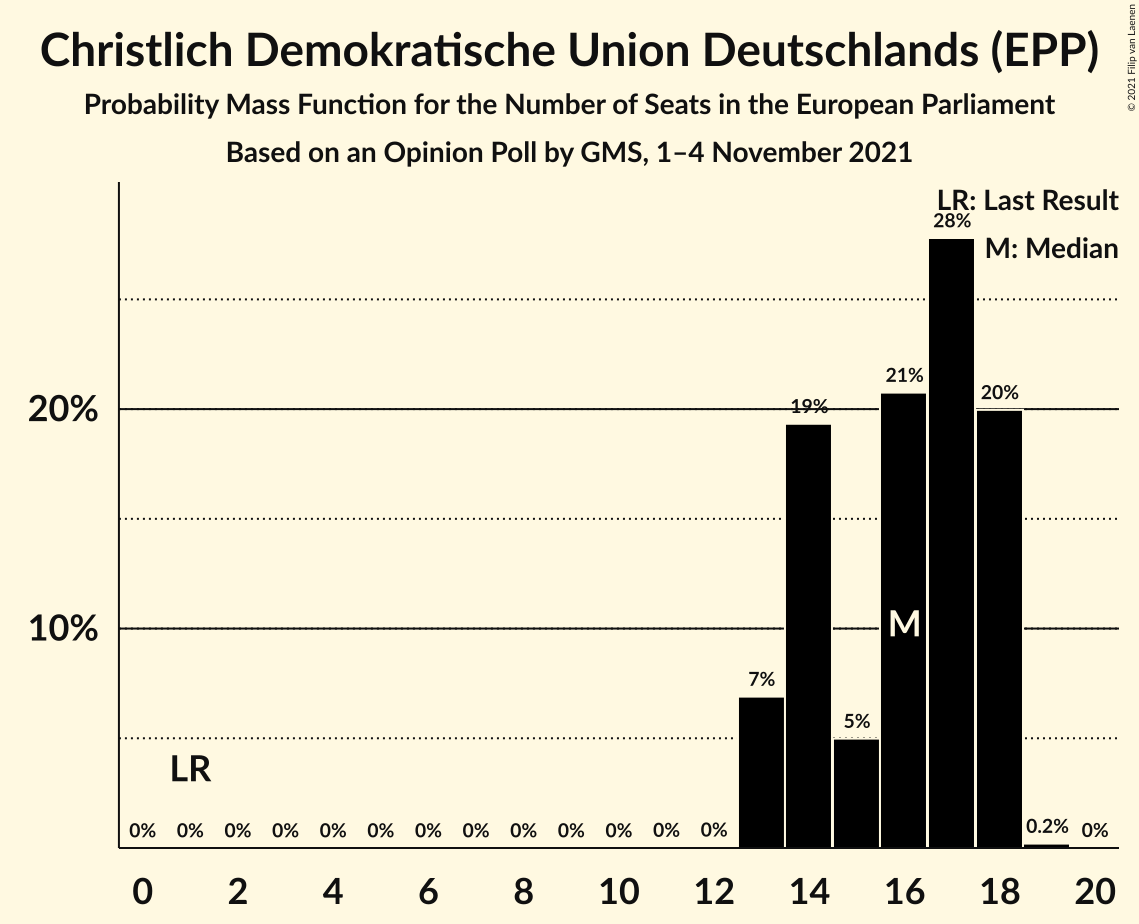 Christlich Demokratische Union Deutschlands (EPP)
Probability Mass Function for the Number of Seats in the European Parliament
Based on an Opinion Poll by GMS, 1–4 November 2021
© 2021 Filip van Laenen
LR: Last Result
M: Median
28%
21%
20%
19%
20%
10%
7%
5%
M
LR
0% 0% 0% 0% 0% 0% 0% 0% 0% 0% 0% 0% 0% 0.2% 0%
0 2 4 6 8 10 12 14 16 18 20